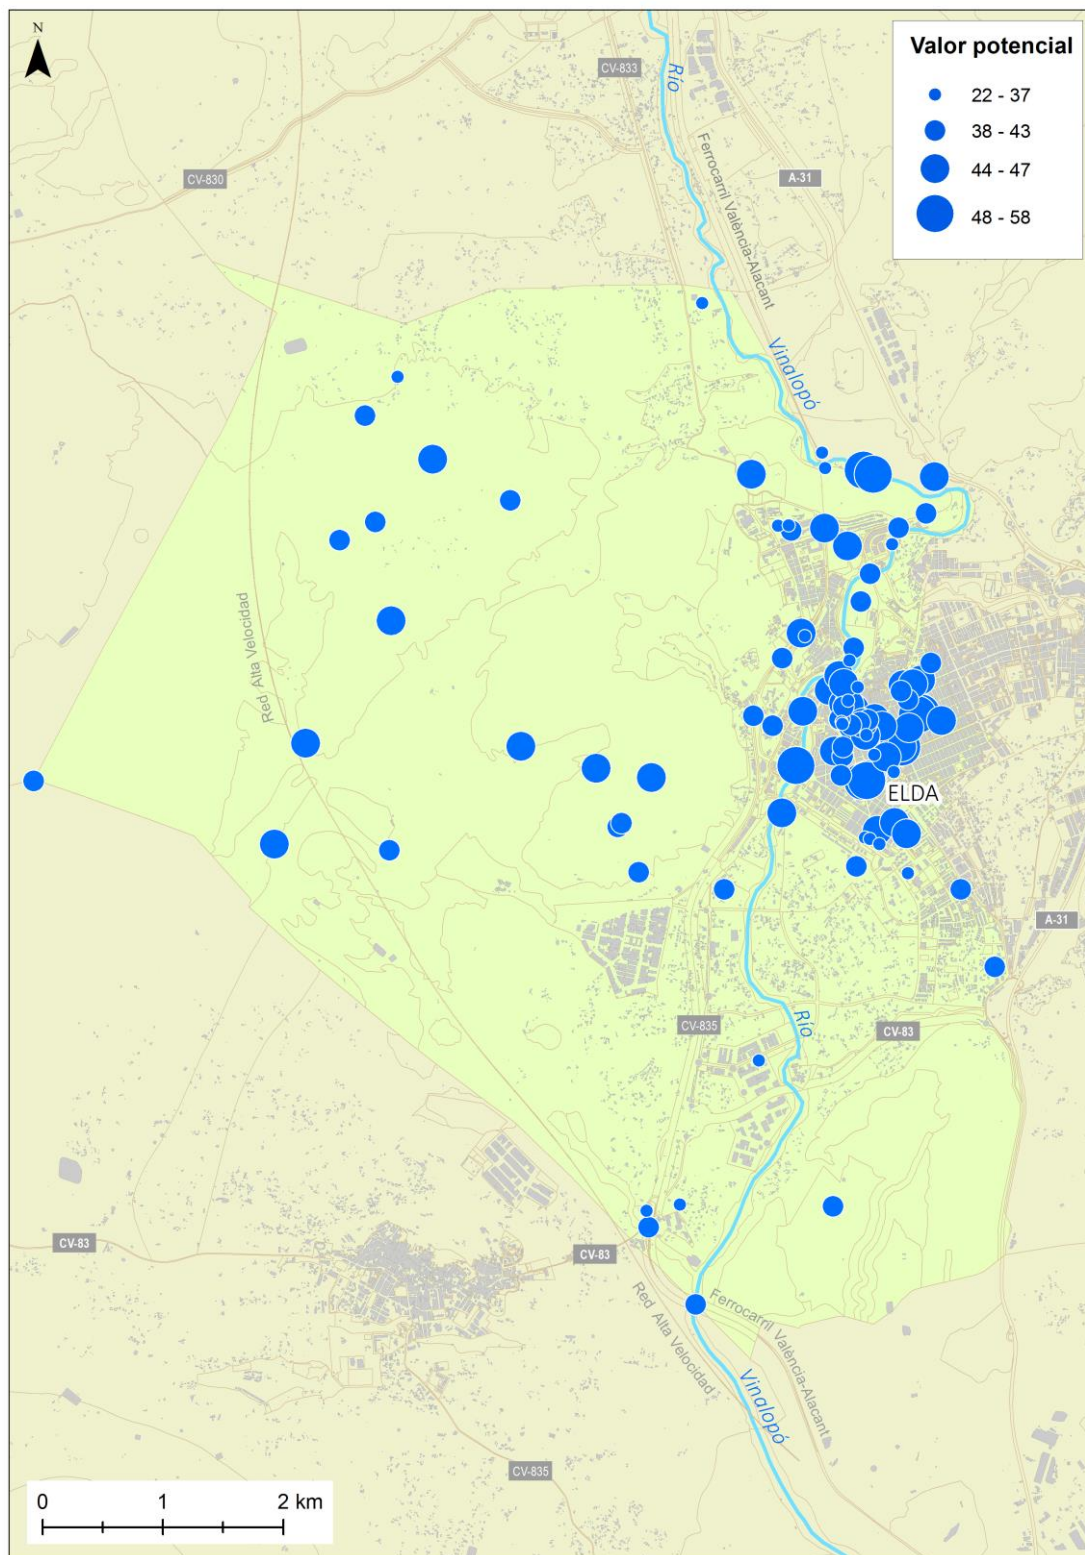 N
Valor potencial
22 - 37
38 - 43
44 - 47
48 - 58
CV-833
Río
Ferrocarril València-Alacant
A-31
CV-830
Vinalopó
Red Alta Velocidad
ELDA
A-31
CV-835
Río
CV-83
CV-83
CV-83
Red Alta Velocidad
Ferrocarril València-Alacant
Vinalopó
CV-835
0 1 2 km